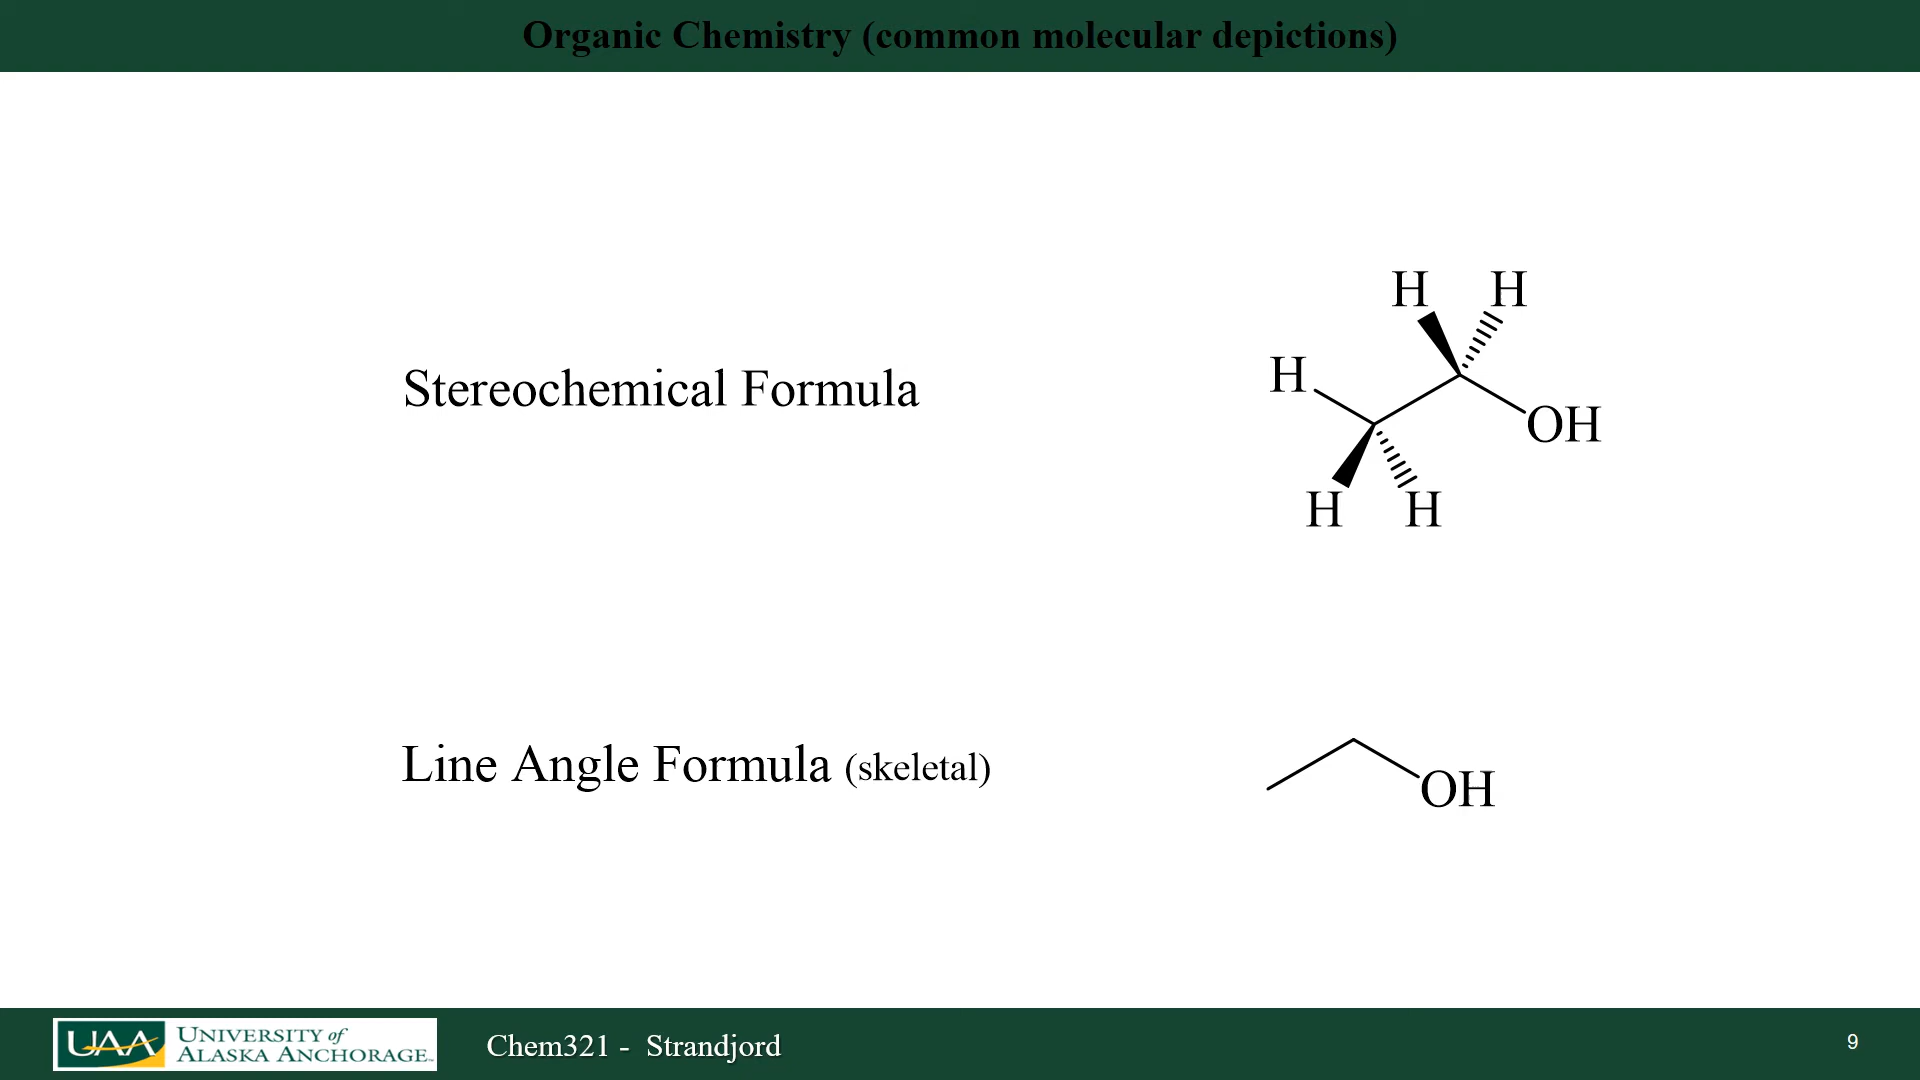 Organic Chemistry (common molecular depictions)
H H
Stereochemical Formula
H
OH
H H
Line Angle Formula (skeletal)
OH
UAA
UNIVERSITY of
ALASKA ANCHORAGE
Chem321 - Strandjord
9